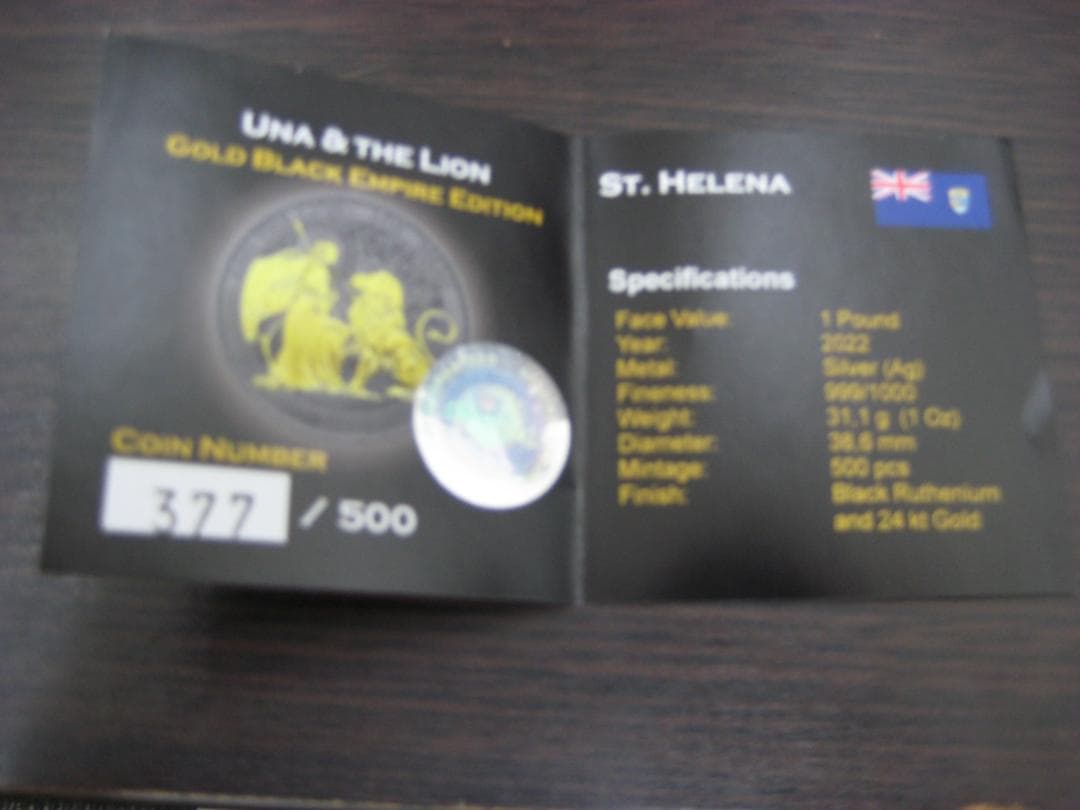 UNA & THE LION
GOLD BLACK EMPIRE EDITION
COIN NUMBER
377 / 500
ST. HELENA
Specifications
Face Value: 1 Pound
Year: 2022
Metal: Silver (Ag)
Fineness: 999/1000
Weight: 31,1 g (1 Oz)
Diameter: 38,6 mm
Mintage: 500 pcs
Finish: Black Ruthenium
and 24 kt Gold